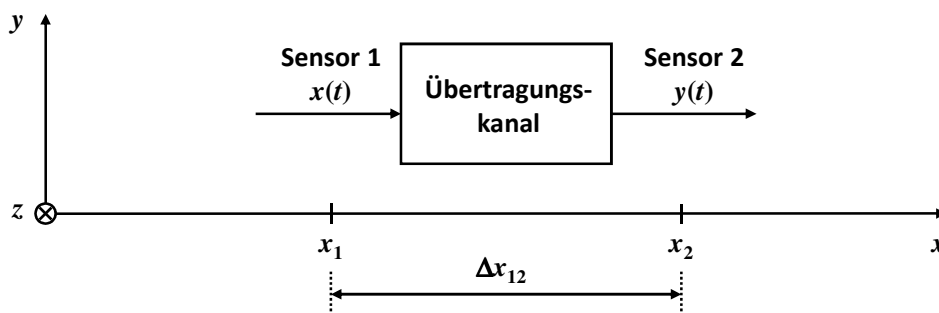 y
Sensor 1
x(t)
Übertragungs-
kanal
Sensor 2
y(t)
z
x₁
x₂
x
Δx₁₂